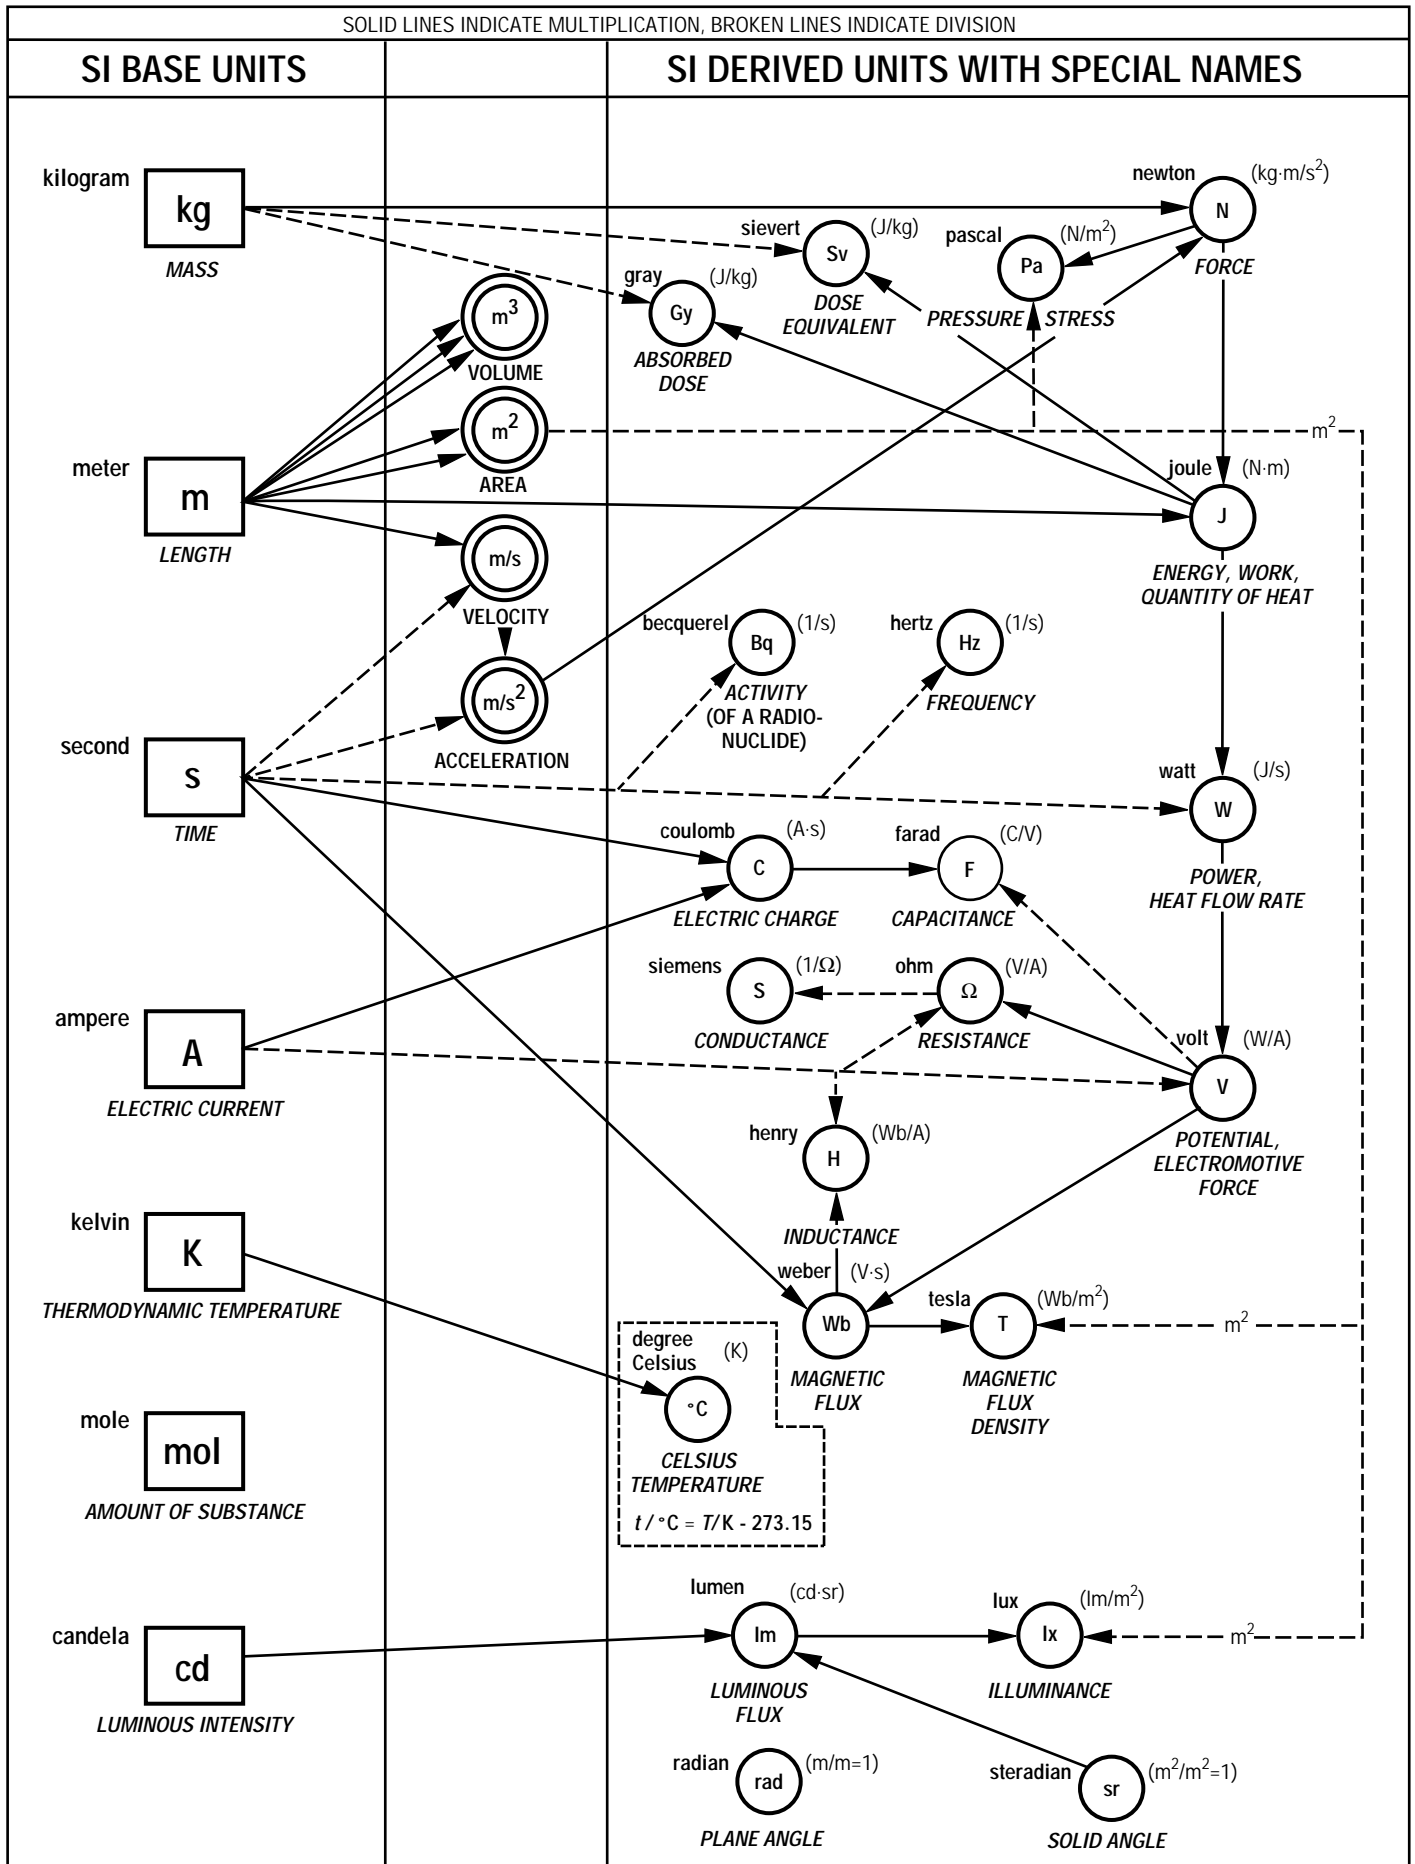 SOLID LINES INDICATE MULTIPLICATION, BROKEN LINES INDICATE DIVISION
SI BASE UNITS
SI DERIVED UNITS WITH SPECIAL NAMES
kilogram
kg
MASS
newton
(kg·m/s²)
N
FORCE
sievert
(J/kg)
Sv
DOSE
EQUIVALENT
pascal
(N/m²)
Pa
PRESSURE
STRESS
gray
(J/kg)
Gy
ABSORBED
DOSE
m³
VOLUME
m²
AREA
m²
meter
m
LENGTH
joule
(N·m)
J
ENERGY, WORK,
QUANTITY OF HEAT
m/s
VELOCITY
becquerel
(1/s)
Bq
ACTIVITY
(OF A RADIO-
NUCLIDE)
hertz
(1/s)
Hz
FREQUENCY
m/s²
ACCELERATION
second
s
TIME
watt
(J/s)
W
POWER,
HEAT FLOW RATE
coulomb
(A·s)
C
ELECTRIC CHARGE
farad
(C/V)
F
CAPACITANCE
siemens
(1/Ω)
S
CONDUCTANCE
ohm
(V/A)
Ω
RESISTANCE
ampere
A
ELECTRIC CURRENT
volt
(W/A)
V
POTENTIAL,
ELECTROMOTIVE
FORCE
henry
(Wb/A)
H
INDUCTANCE
kelvin
K
THERMODYNAMIC TEMPERATURE
weber
(V·s)
Wb
MAGNETIC
FLUX
tesla
(Wb/m²)
T
MAGNETIC
FLUX
DENSITY
m²
degree
Celsius
(K)
°C
CELSIUS
TEMPERATURE
t / °C = T/K - 273.15
mole
mol
AMOUNT OF SUBSTANCE
candela
cd
LUMINOUS INTENSITY
lumen
(cd·sr)
lm
LUMINOUS
FLUX
lux
(lm/m²)
lx
ILLUMINANCE
m²
radian
(m/m=1)
rad
PLANE ANGLE
steradian
(m²/m²=1)
sr
SOLID ANGLE